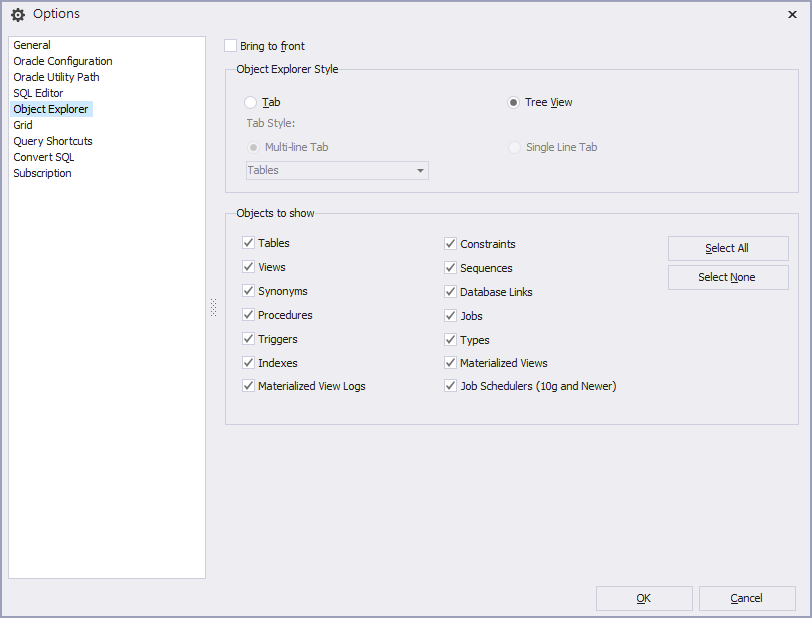 Options
General
Oracle Configuration
Oracle Utility Path
SQL Editor
Object Explorer
Grid
Query Shortcuts
Convert SQL
Subscription
Bring to front
Object Explorer Style
Tab
Tree View
Tab Style:
Multi-line Tab
Single Line Tab
Tables
Objects to show
Tables
Constraints
Select All
Views
Sequences
Select None
Synonyms
Database Links
Procedures
Jobs
Triggers
Types
Indexes
Materialized Views
Materialized View Logs
Job Schedulers (10g and Newer)
OK
Cancel